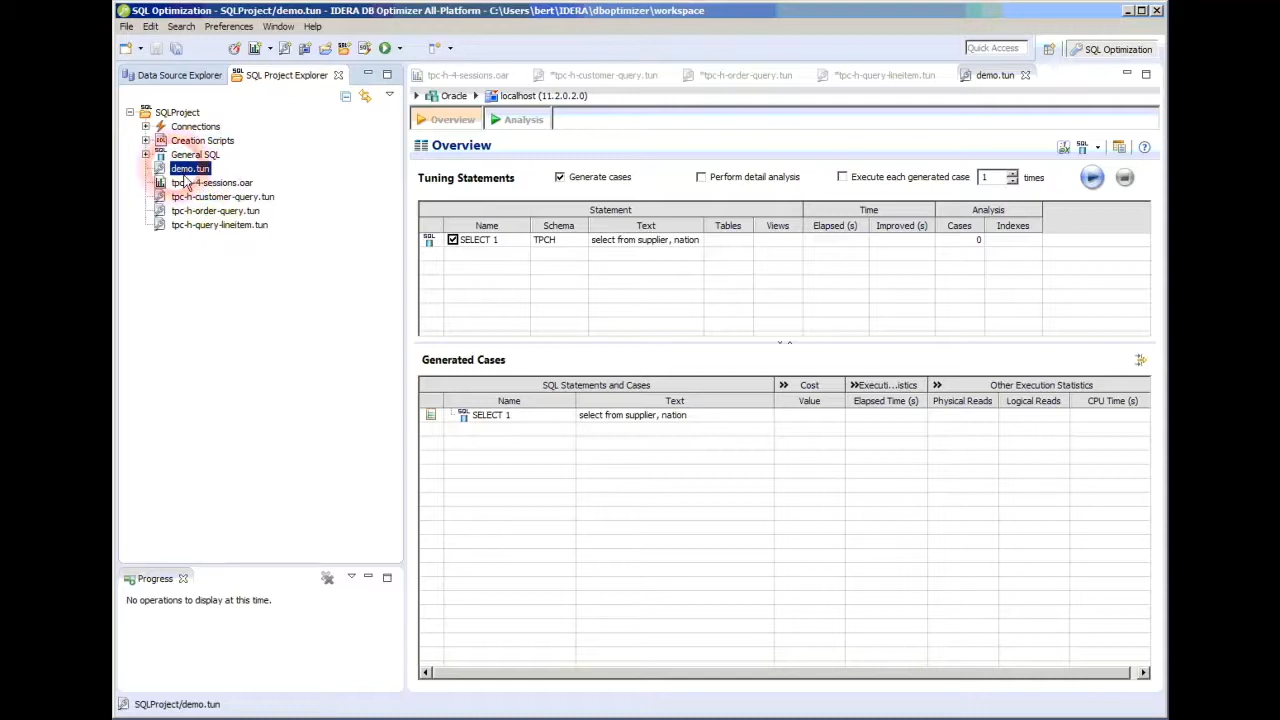 SQL Optimization - SQLProject/demo.tun - IDERA DB Optimizer All-Platform - C:\Users\bert\IDERA\dboptimizer\workspace
File Edit Search Preferences Window Help
Quick Access SQL Optimization
Data Source Explorer SQL Project Explorer
tpc-h-4-sessions.oar *tpc-h-customer-query.tun *tpc-h-order-query.tun *tpc-h-query-lineitem.tun demo.tun
Oracle localhost (11.2.0.2.0)
SQLProject
Connections
Creation Scripts
General SQL
demo.tun
tpc-h-4-sessions.oar
tpc-h-customer-query.tun
tpc-h-order-query.tun
tpc-h-query-lineitem.tun
Overview Analysis
Overview
Tuning Statements Generate cases Perform detail analysis Execute each generated case 1 times
Statement Time Analysis
Name Schema Text Tables Views Elapsed (s) Improved (s) Cases Indexes
SELECT 1 TPCH select from supplier, nation 0
Generated Cases
SQL Statements and Cases Cost Executi...istics Other Execution Statistics
Name Text Value Elapsed Time (s) Physical Reads Logical Reads CPU Time (s)
SELECT 1 select from supplier, nation
Progress
No operations to display at this time.
SQLProject/demo.tun